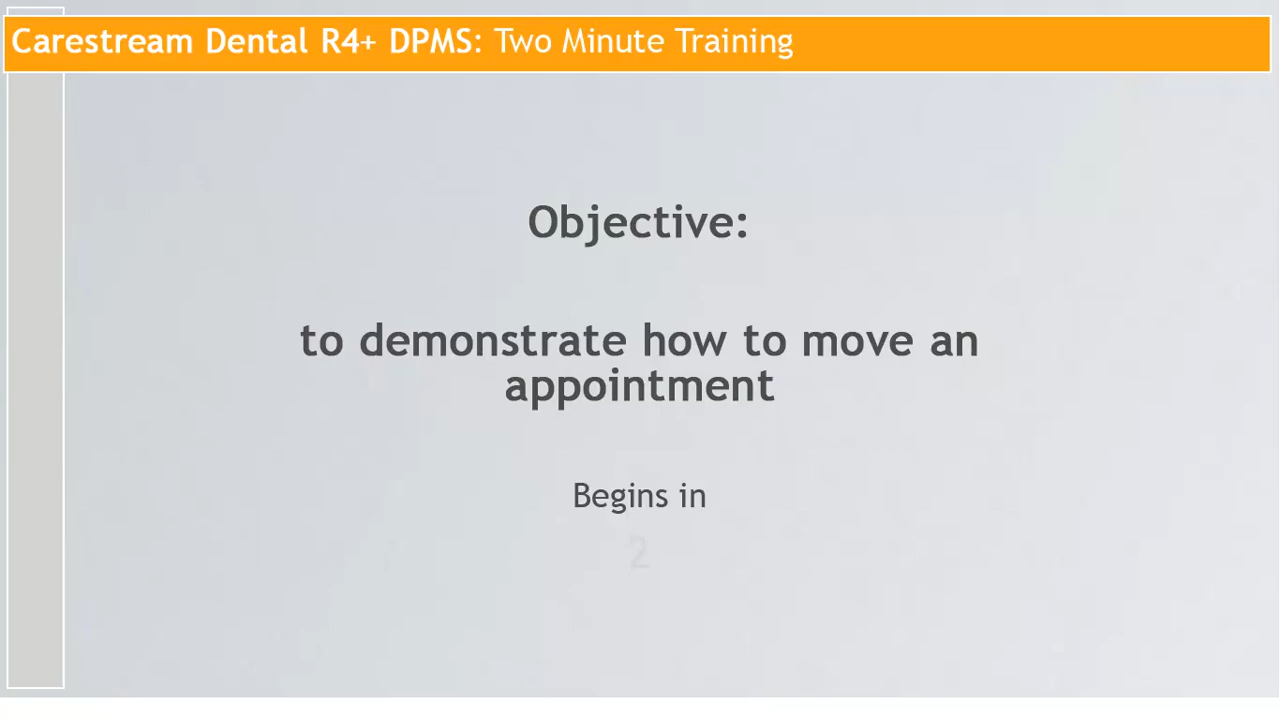 Carestream Dental R4+ DPMS: Two Minute Training
Objective:
to demonstrate how to move an
appointment
Begins in
2